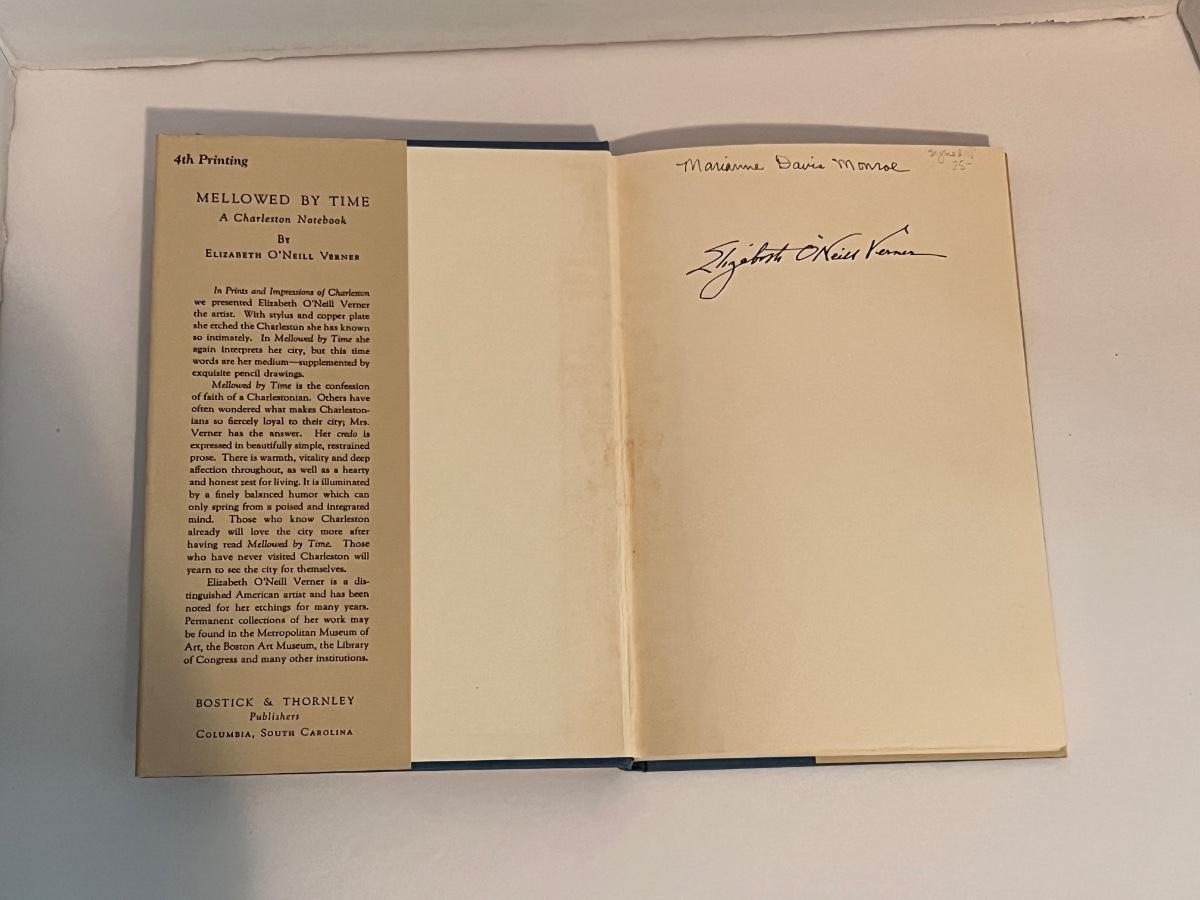 4th Printing
MELLOWED BY TIME
A Charleston Notebook
By
Elizabeth O'Neill Verner
In Prints and Impressions of Charleston
we presented Elizabeth O'Neill Verner
the artist. With stylus and copper plate
she etched the Charleston she has known
so intimately. In Mellowed by Time she
again interprets her city, but this time
words are her medium—supplemented by
exquisite pencil drawings.
Mellowed by Time is the confession
of faith of a Charlestonian. Others have
often wondered what makes Charleston-
ians so fiercely loyal to their city; Mrs.
Verner has the answer. Her credo is
expressed in beautifully simple, restrained
prose. There is warmth, vitality and deep
affection throughout, as well as a hearty
and honest zest for living. It is illuminated
by a finely balanced humor which can
only spring from a poised and integrated
mind. Those who know Charleston
already will love the city more after
having read Mellowed by Time. Those
who have never visited Charleston will
yearn to see the city for themselves.
Elizabeth O'Neill Verner is a dis-
tinguished American artist and has been
noted for her etchings for many years.
Permanent collections of her work may
be found in the Metropolitan Museum of
Art, the Boston Art Museum, the Library
of Congress and many other institutions.
BOSTICK & THORNLEY
Publishers
Columbia, South Carolina
Marianne Davis Monroe
signed
25-
Elizabeth O'Neill Verner